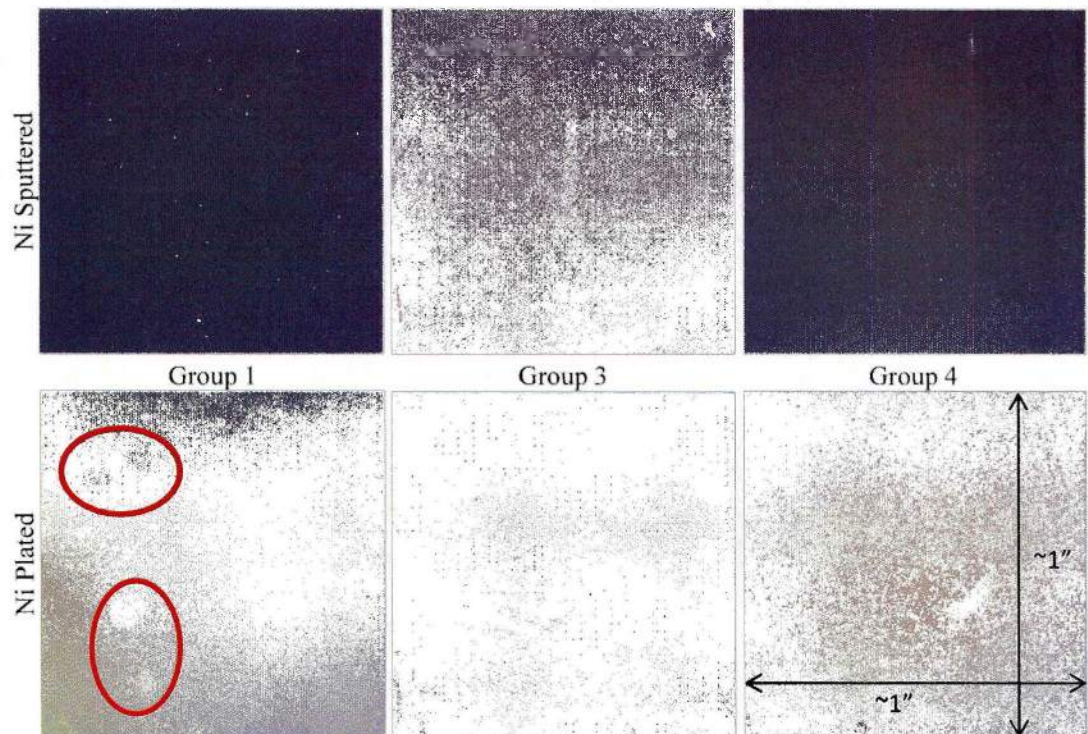 Ni Sputtered
Group 1
Group 3
Group 4
Ni Plated
~1"
~1"